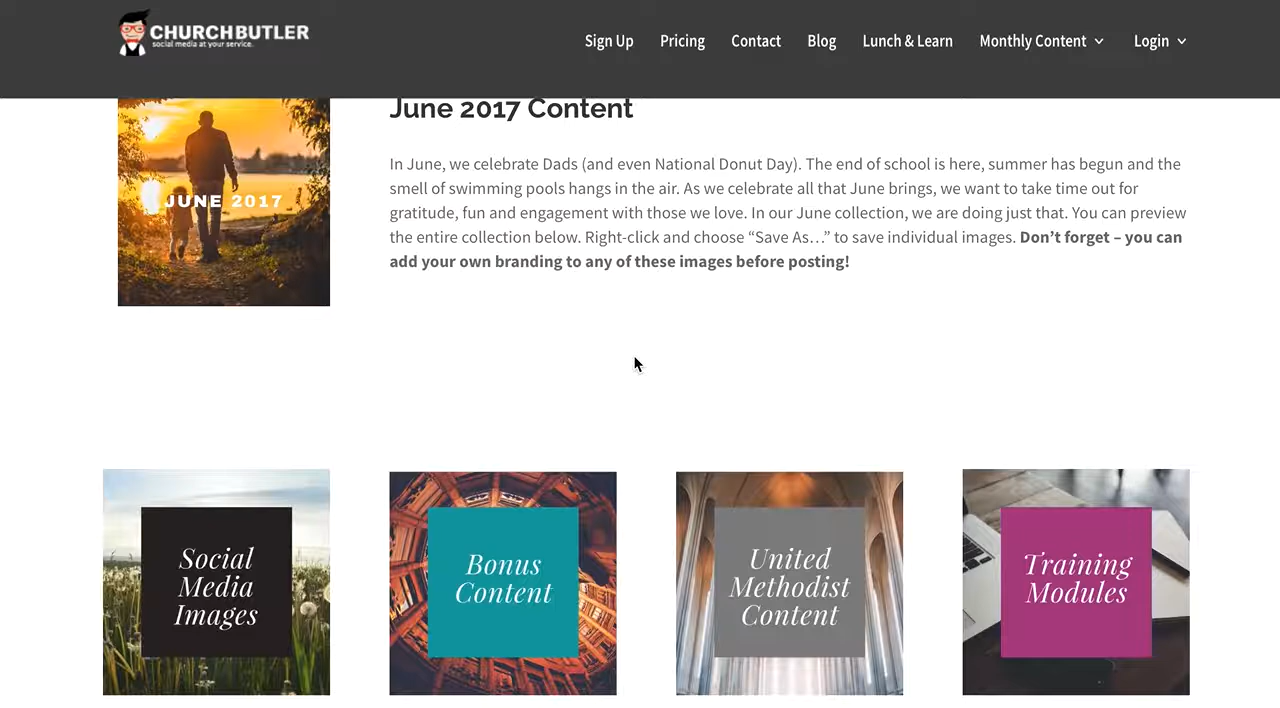 CHURCHBUTLER
social media at your service.
Sign Up Pricing Contact Blog Lunch & Learn Monthly Content Login
JUNE 2017
June 2017 Content
In June, we celebrate Dads (and even National Donut Day). The end of school is here, summer has begun and the
smell of swimming pools hangs in the air. As we celebrate all that June brings, we want to take time out for
gratitude, fun and engagement with those we love. In our June collection, we are doing just that. You can preview
the entire collection below. Right-click and choose “Save As…” to save individual images. Don’t forget – you can
add your own branding to any of these images before posting!
Social
Media
Images
Bonus
Content
United
Methodist
Content
Training
Modules